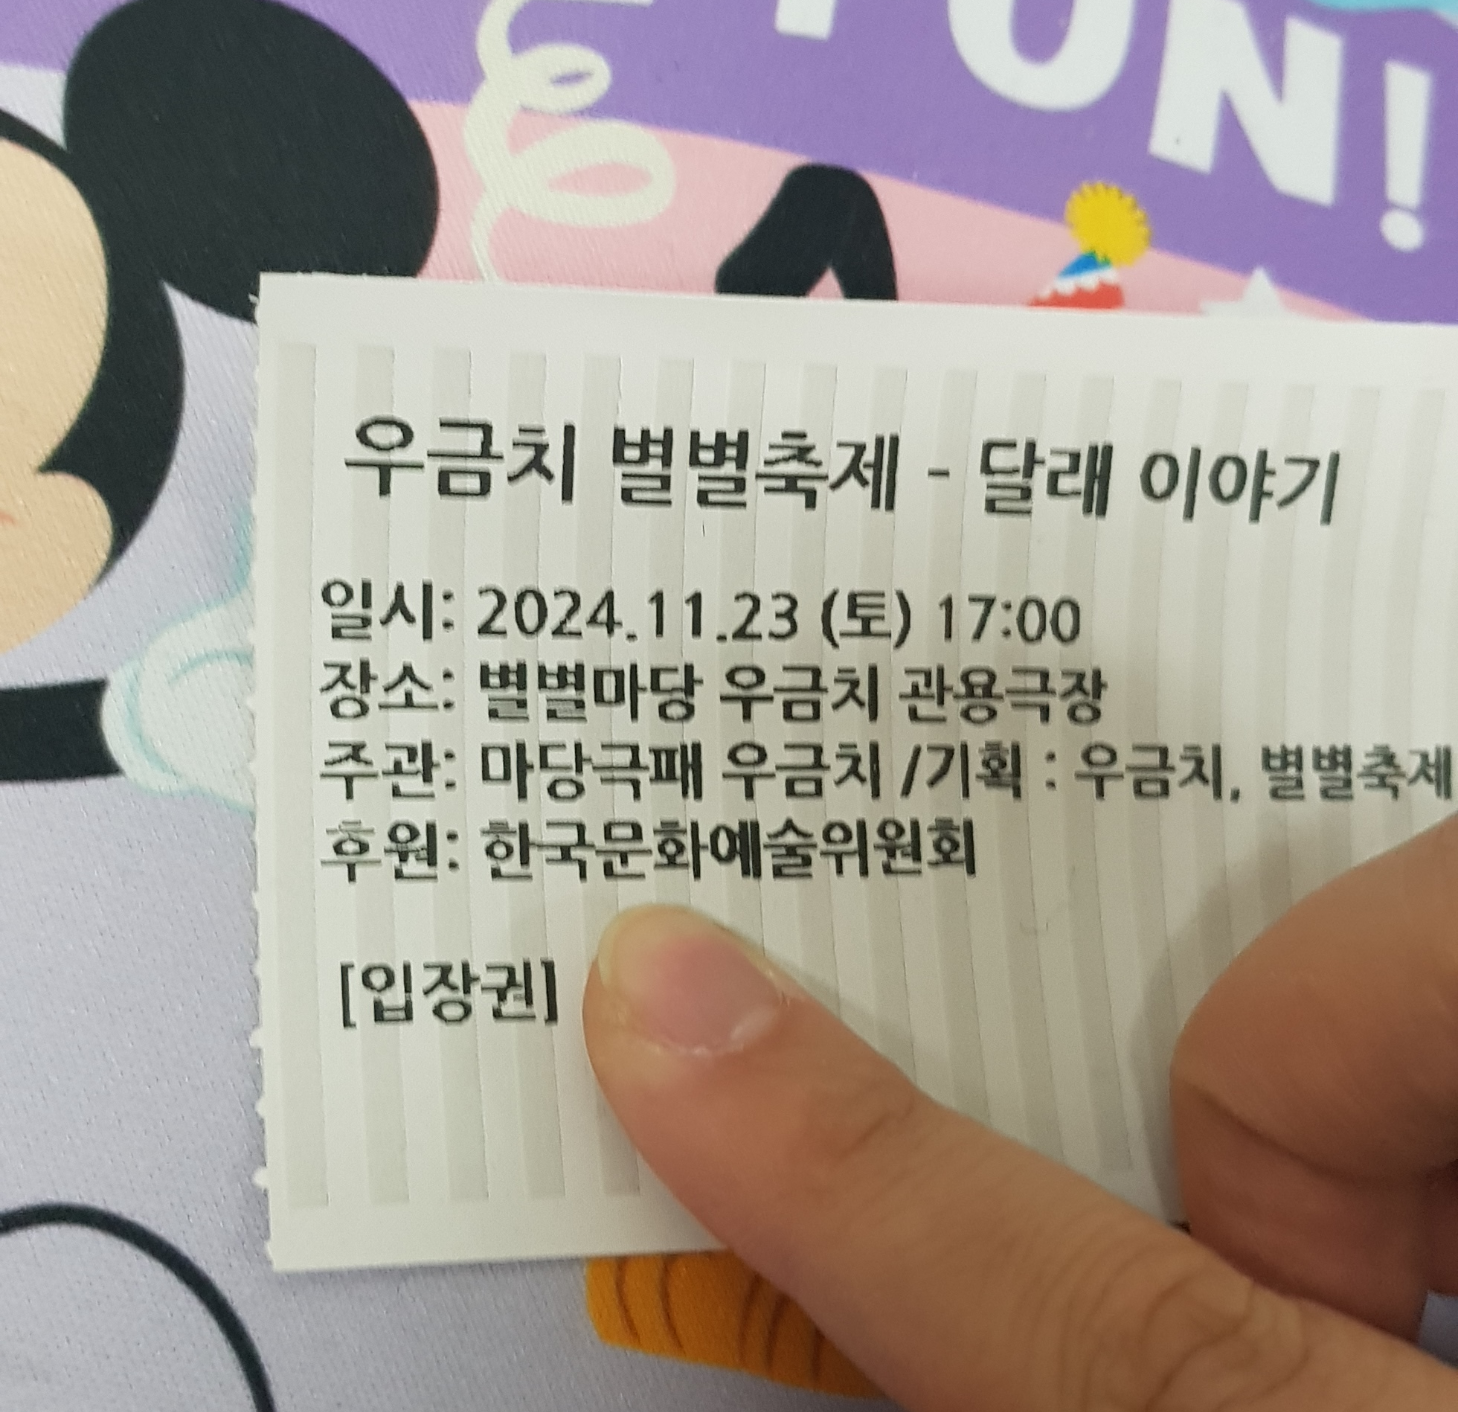 FUN!
우금치 별별축제 - 달래 이야기
일시: 2024.11.23 (토) 17:00
장소: 별별마당 우금치 관용극장
주관: 마당극패 우금치 /기획 : 우금치, 별별축제
후원: 한국문화예술위원회
[입장권]